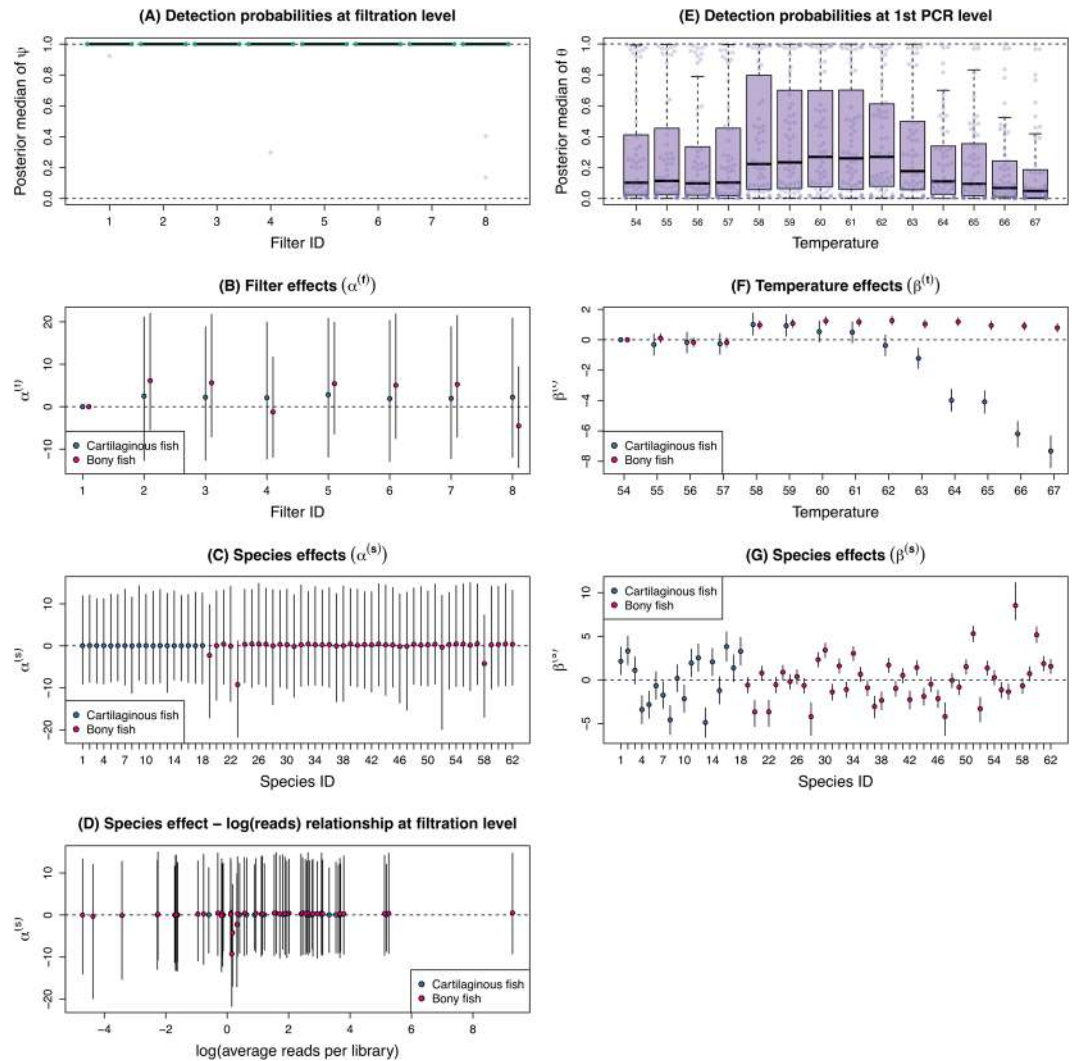 (A) Detection probabilities at filtration level
Posterior median of ψ
1.0
0.8
0.6
0.4
0.2
0.0
1 2 3 4 5 6 7 8
Filter ID
(B) Filter effects (α(f))
α(f)
20
10
0
-10
Cartilaginous fish
Bony fish
1 2 3 4 5 6 7 8
Filter ID
(C) Species effects (α(s))
α(s)
10
0
-10
-20
Cartilaginous fish
Bony fish
1 4 7 10 14 18 22 26 30 34 38 42 46 50 54 58 62
Species ID
(D) Species effect – log(reads) relationship at filtration level
α(s)
10
0
-10
-20
Cartilaginous fish
Bony fish
-4 -2 0 2 4 6 8
log(average reads per library)
(E) Detection probabilities at 1st PCR level
Posterior median of θ
1.0
0.8
0.6
0.4
0.2
0.0
54 55 56 57 58 59 60 61 62 63 64 65 66 67
Temperature
(F) Temperature effects (β(t))
β(t)
2
0
-2
-4
-6
-8
Cartilaginous fish
Bony fish
54 55 56 57 58 59 60 61 62 63 64 65 66 67
Temperature
(G) Species effects (β(s))
β(s)
10
5
0
-5
Cartilaginous fish
Bony fish
1 4 7 10 14 18 22 26 30 34 38 42 46 50 54 58 62
Species ID